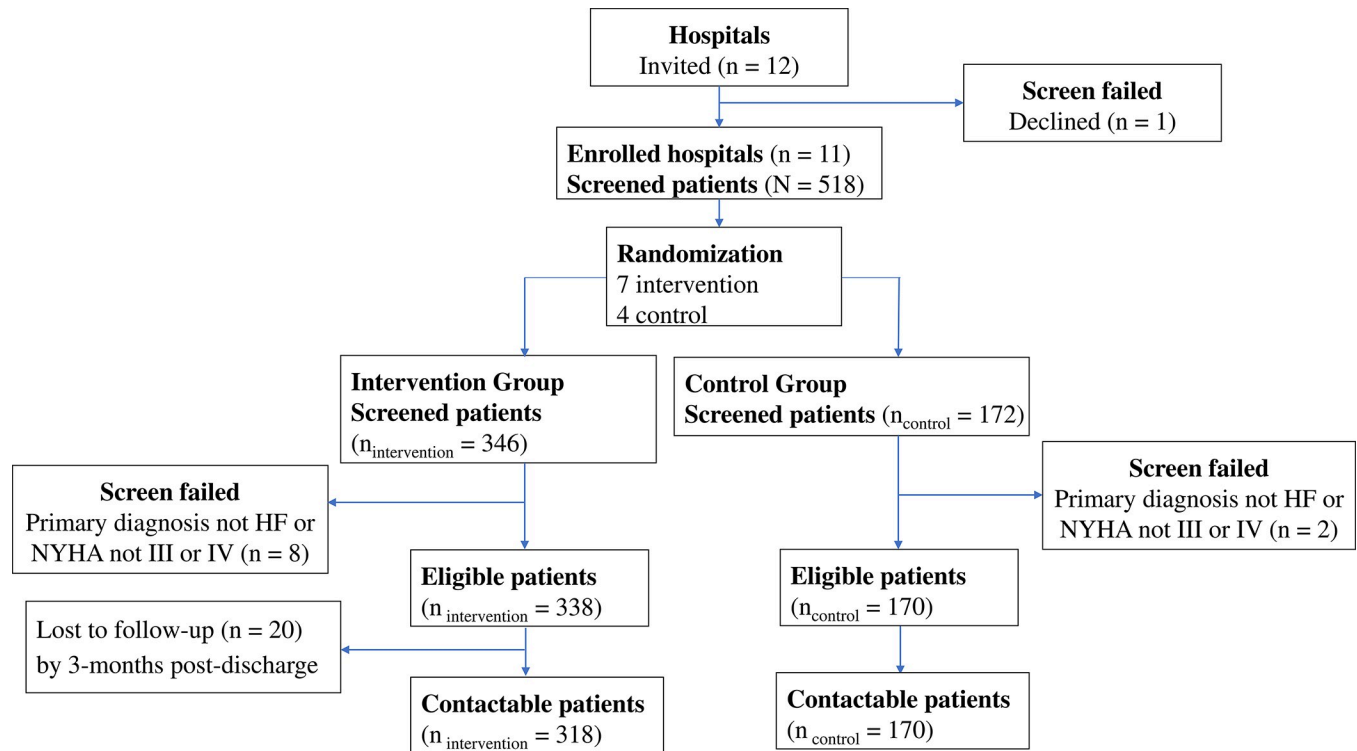 Hospitals
Invited (n = 12)
Screen failed
Declined (n = 1)
Enrolled hospitals (n = 11)
Screened patients (N = 518)
Randomization
7 intervention
4 control
Intervention Group
Screened patients
(nintervention = 346)
Control Group
Screened patients (ncontrol = 172)
Screen failed
Primary diagnosis not HF or
NYHA not III or IV (n = 8)
Screen failed
Primary diagnosis not HF or
NYHA not III or IV (n = 2)
Eligible patients
(n intervention = 338)
Eligible patients
(ncontrol = 170)
Lost to follow-up (n = 20)
by 3-months post-discharge
Contactable patients
(n intervention = 318)
Contactable patients
(n control = 170)